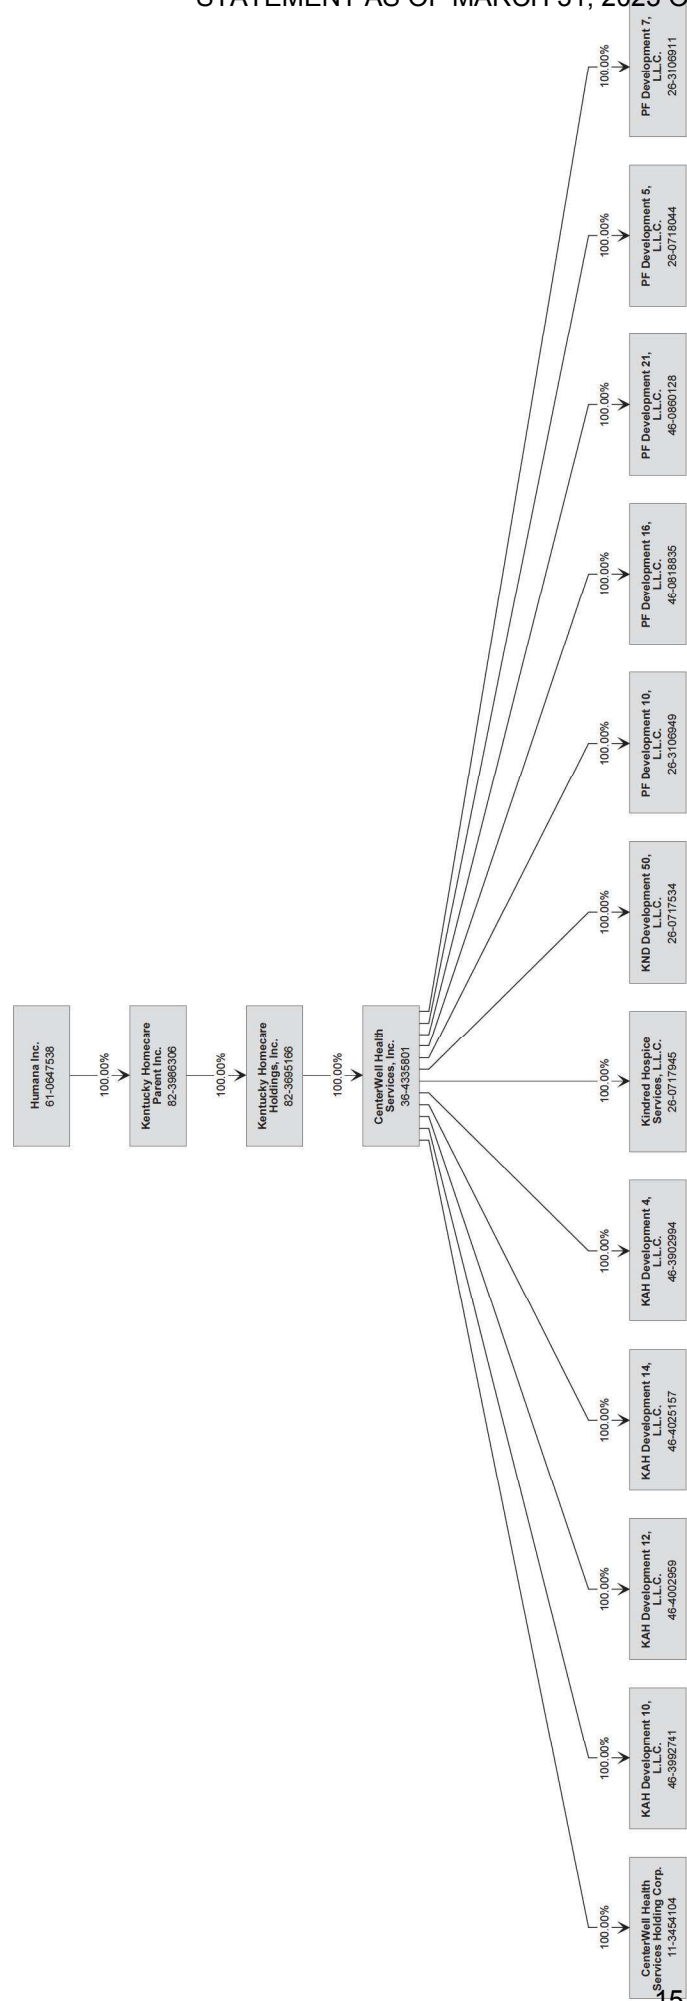 STATEMENT AS OF MARCH 31, 2023 O
Humana Inc.
61-0647538
100.00%
Kentucky Homecare
Parent Inc.
82-3986306
100.00%
Kentucky Homecare
Holdings, Inc.
82-3695166
100.00%
CenterWell Health
Services, Inc.
36-4335801
100.00%
CenterWell Health
Services Holding Corp.
11-3454104
100.00%
KAH Development 10,
L.L.C.
46-3992741
100.00%
KAH Development 12,
L.L.C.
46-4002959
100.00%
KAH Development 14,
L.L.C.
46-4025157
100.00%
KAH Development 4,
L.L.C.
46-3902994
100.00%
Kindred Hospice
Services, L.L.C.
26-0717945
100.00%
KND Development 50,
L.L.C.
26-0717534
100.00%
PF Development 10,
L.L.C.
26-3106949
100.00%
PF Development 16,
L.L.C.
46-0818835
100.00%
PF Development 21,
L.L.C.
46-0860128
100.00%
PF Development 5,
L.L.C.
26-0718044
100.00%
PF Development 7,
L.L.C.
26-3106911
15